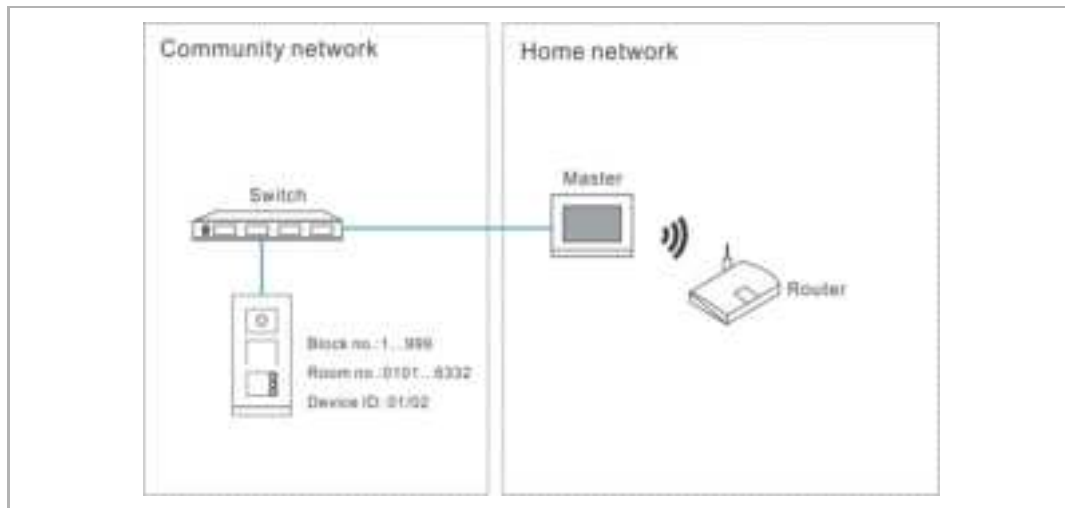 Community network
Home network
Master
Switch
Router
Block no.:1...999
Room no.:0101...6332
Device ID: 01/02